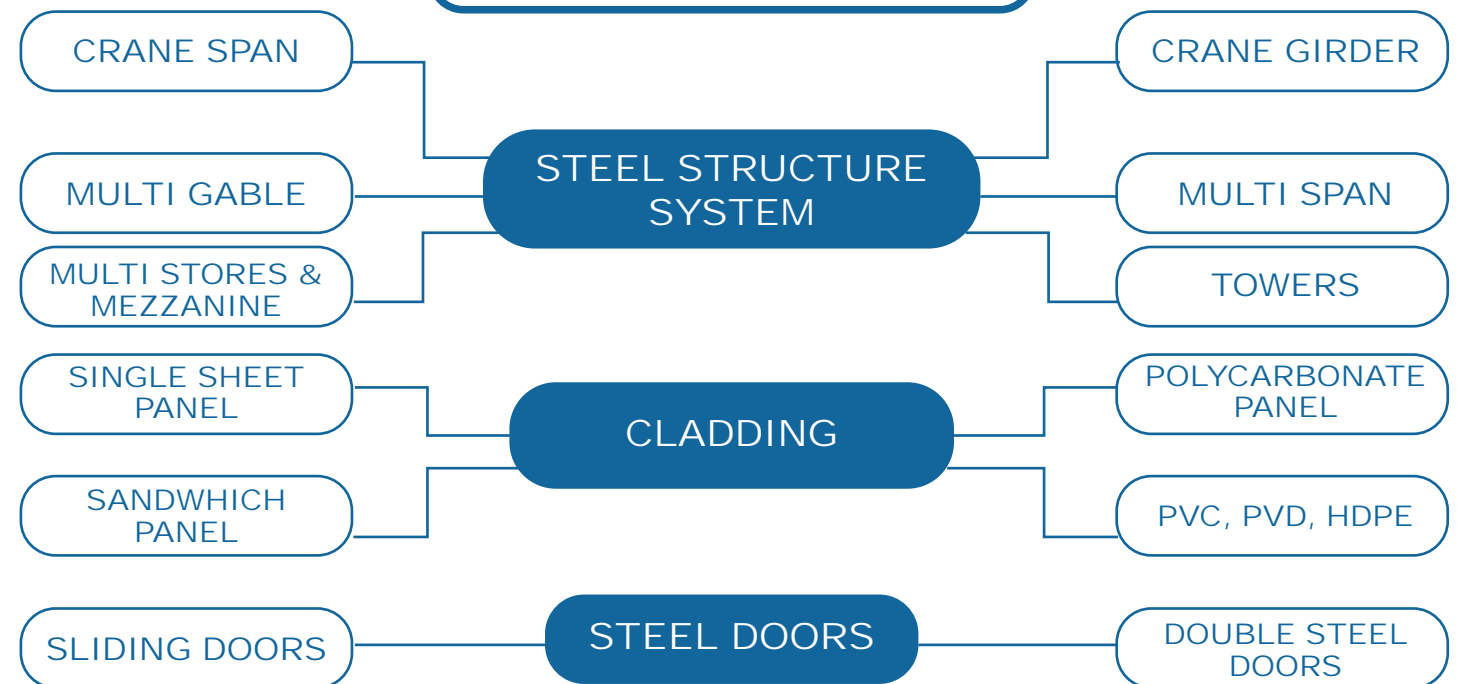 CRANE SPAN
CRANE GIRDER
STEEL STRUCTURE
SYSTEM
MULTI GABLE
MULTI SPAN
MULTI STORES &
MEZZANINE
TOWERS
SINGLE SHEET
PANEL
POLYCARBONATE
PANEL
CLADDING
SANDWHICH
PANEL
PVC, PVD, HDPE
SLIDING DOORS
STEEL DOORS
DOUBLE STEEL
DOORS